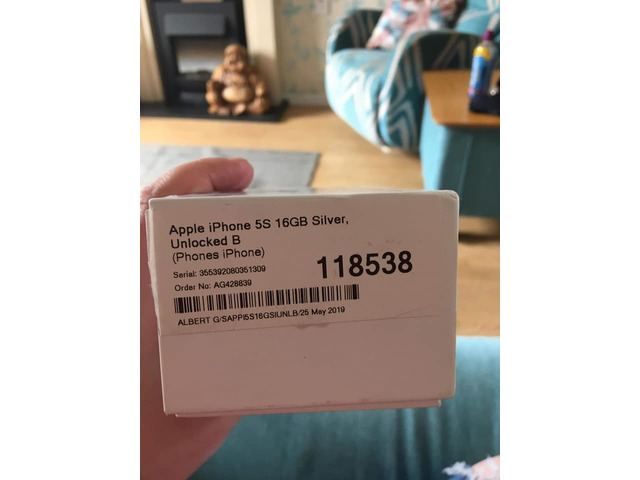 Apple iPhone 5S 16GB Silver,
Unlocked B
(Phones iPhone)
Serial: 355392080351309
118538
Order No: AG428839
ALBERT G/SAPPI5S16GSIUNLB/25 May 2019